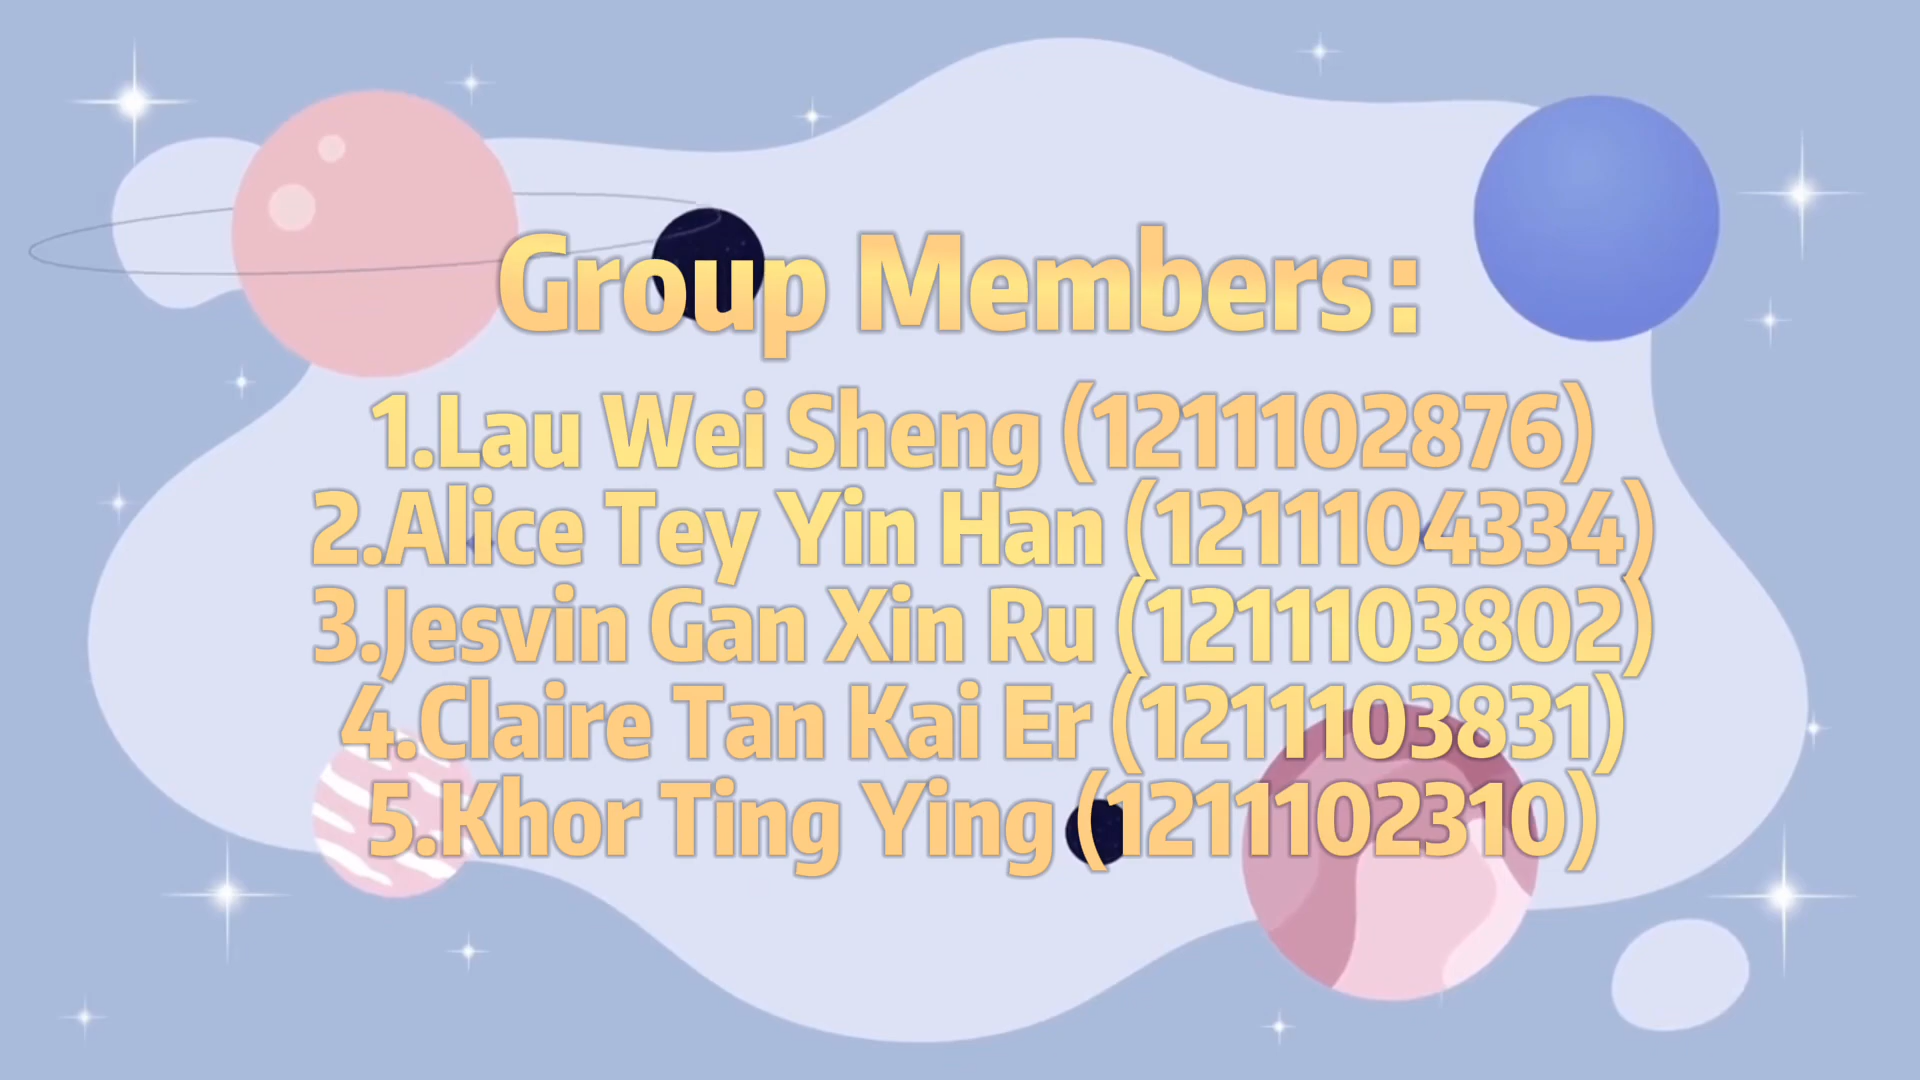 Group Members:
1.Lau Wei Sheng (1211102876)
2.Alice Tey Yin Han (1211104334)
3.Jesvin Gan Xin Ru (1211103802)
4.Claire Tan Kai Er (1211103831)
5.Khor Ting Ying (1211102310)